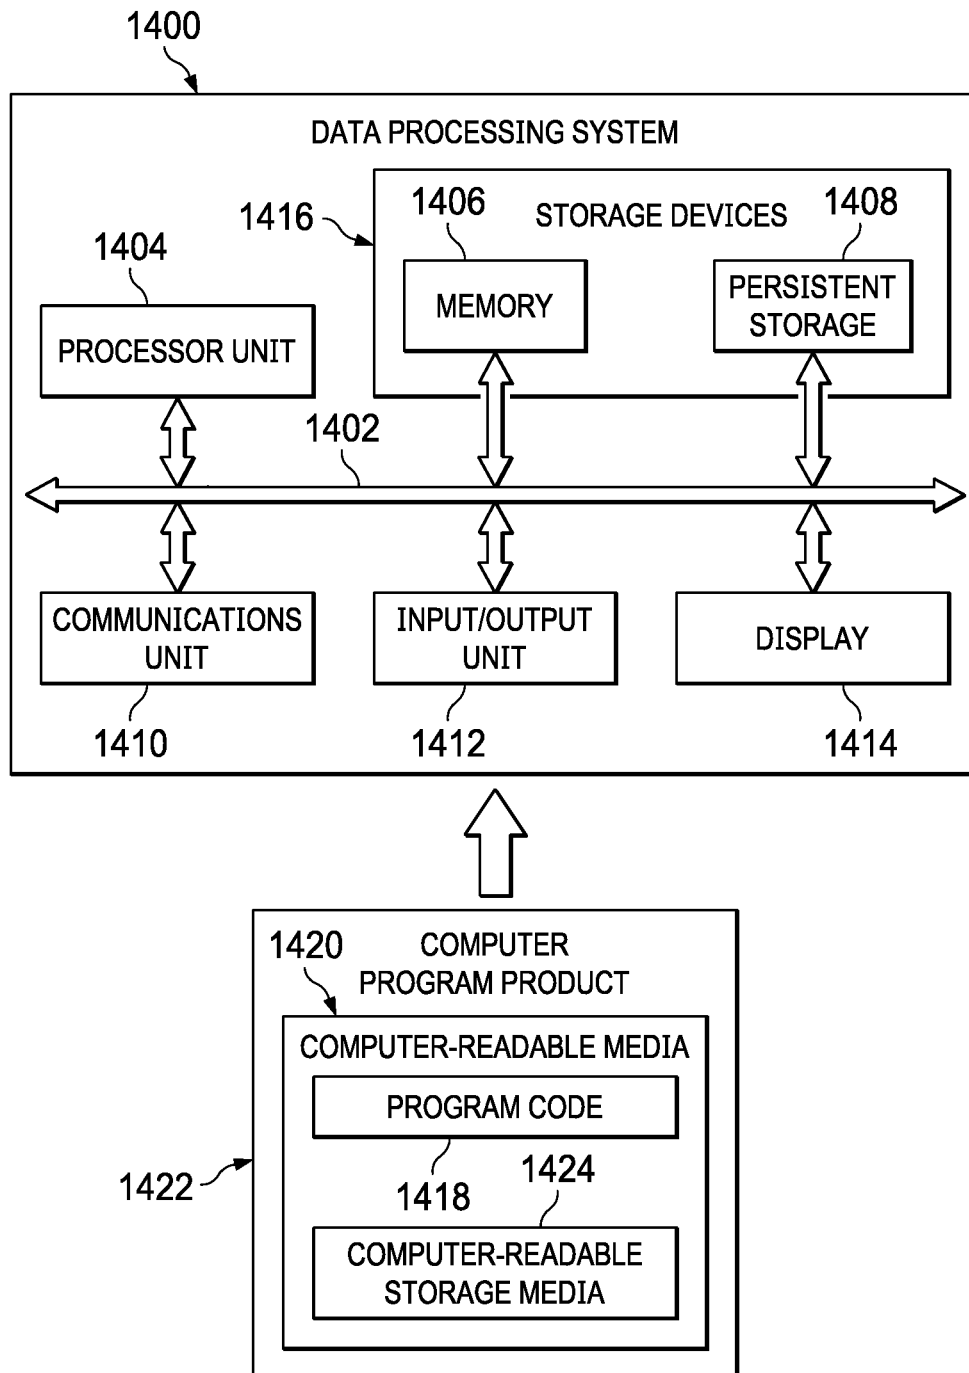 1400
DATA PROCESSING SYSTEM
1416
1406
STORAGE DEVICES
1408
1404
MEMORY
PERSISTENT
STORAGE
PROCESSOR UNIT
1402
COMMUNICATIONS
UNIT
INPUT/OUTPUT
UNIT
DISPLAY
1410
1412
1414
1420
COMPUTER
PROGRAM PRODUCT
COMPUTER-READABLE MEDIA
PROGRAM CODE
1422
1418
1424
COMPUTER-READABLE
STORAGE MEDIA